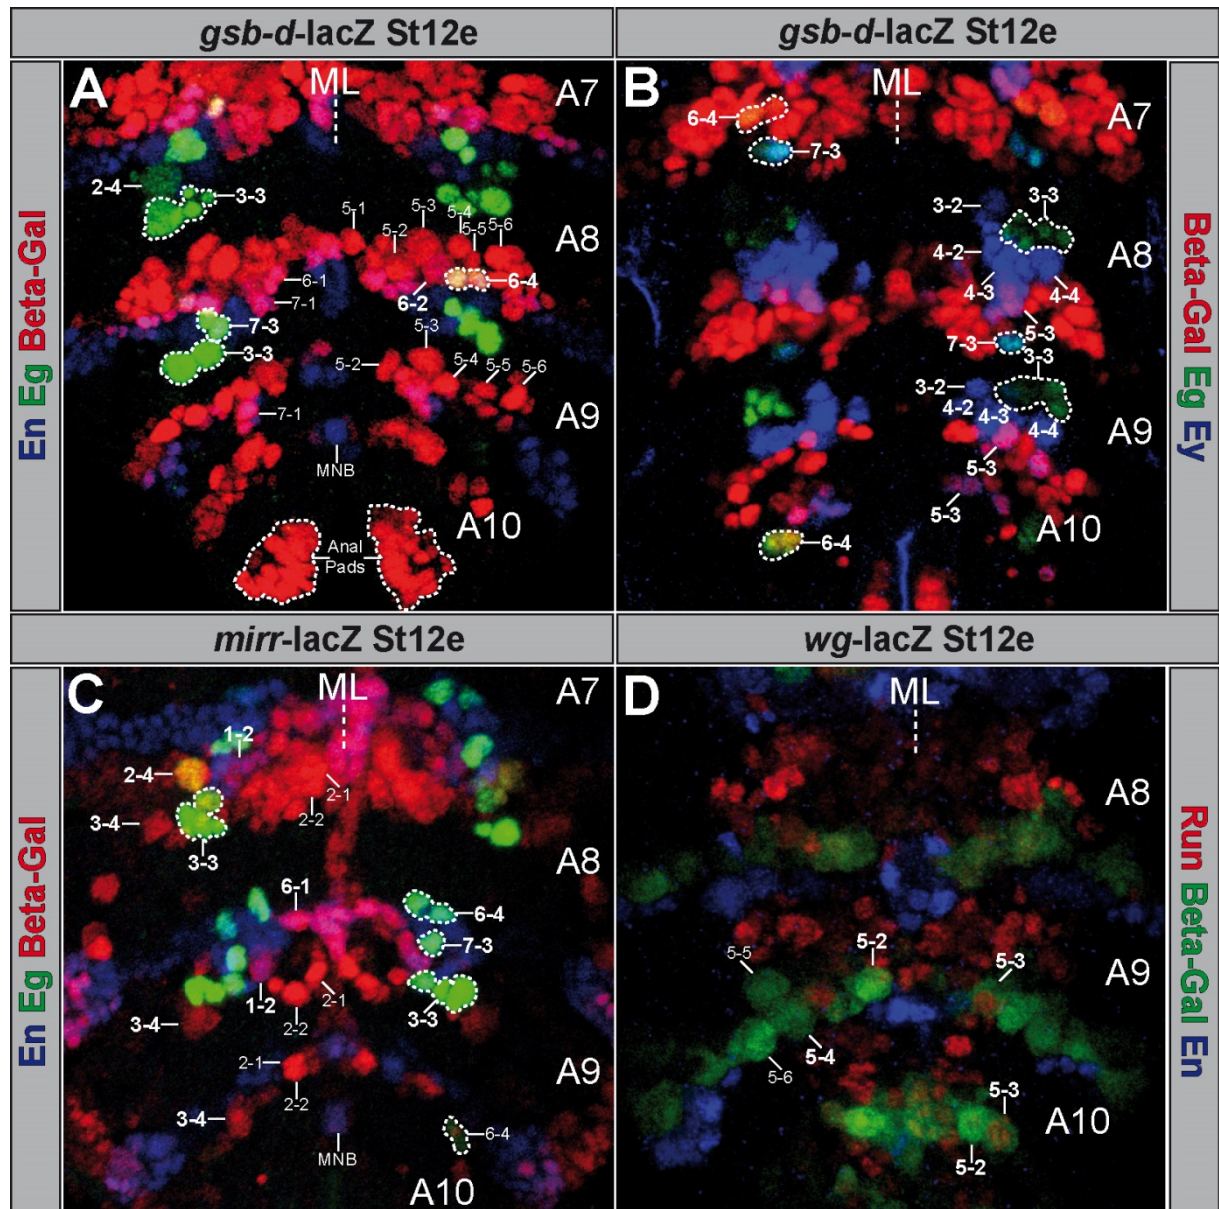 gsb-d-lacZ St12e
gsb-d-lacZ St12e
En Eg Beta-Gal
A
ML
A7
2-4
3-3
5-1
5-2
5-3
5-4
5-5
5-6
A8
6-1
7-1
6-2
6-4
7-3
3-3
5-3
5-2
5-4
5-5
5-6
7-1
A9
MNB
A10
Anal
Pads
B
ML
A7
6-4
7-3
3-2
3-3
A8
4-2
4-3
4-4
5-3
7-3
3-3
3-2
4-2
4-3
4-4
A9
5-3
5-3
A10
6-4
Beta-Gal Eg Ey
mirr-lacZ St12e
wg-lacZ St12e
En Eg Beta-Gal
C
ML
A7
1-2
2-4
2-1
2-2
3-4
3-3
A8
6-1
6-4
7-3
1-2
2-1
2-2
3-3
3-4
2-1
2-2
A9
3-4
6-4
MNB
A10
D
ML
A8
5-2
5-5
5-3
A9
5-4
5-6
5-3
A10
5-2
Run Beta-Gal En